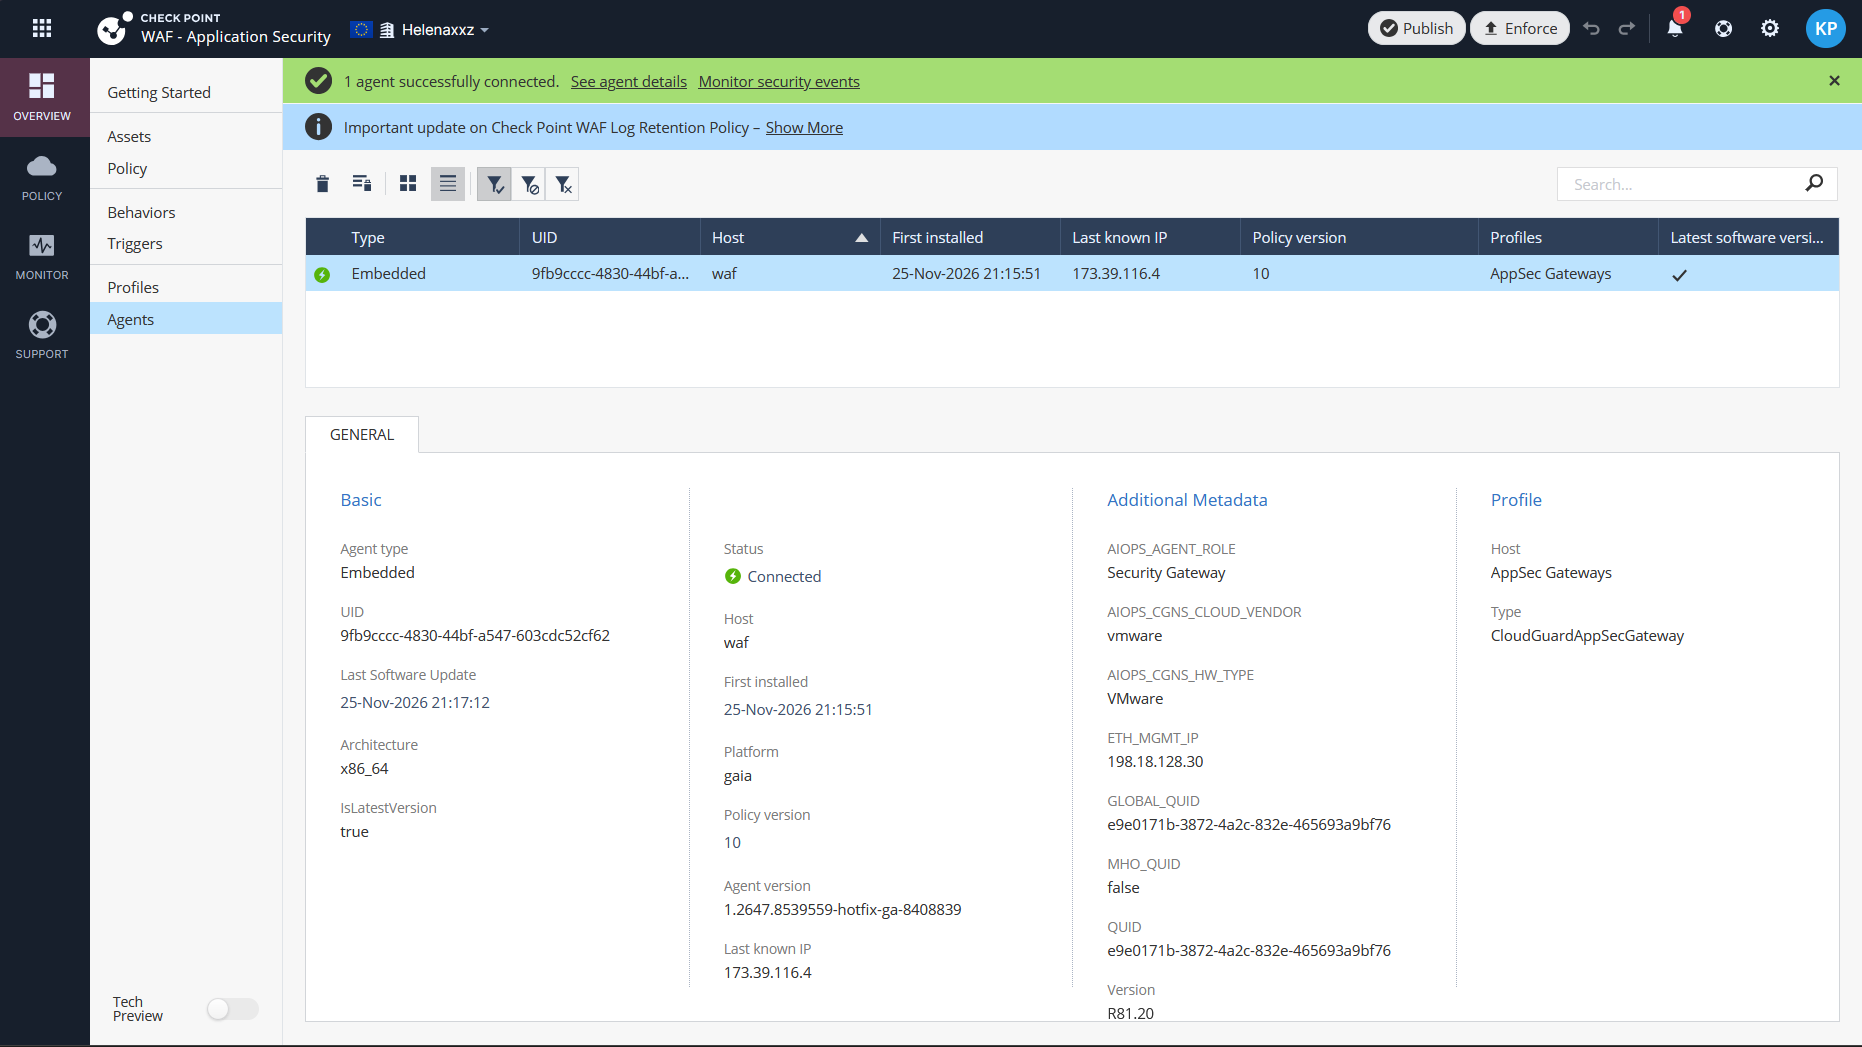 CHECK POINT
WAF - Application Security
Helenaxxz
Publish
Enforce
1
KP
OVERVIEW
POLICY
MONITOR
SUPPORT
Getting Started
Assets
Policy
Behaviors
Triggers
Profiles
Agents
Tech
Preview
1 agent successfully connected. See agent details Monitor security events
Important update on Check Point WAF Log Retention Policy – Show More
Search...
Type UID Host First installed Last known IP Policy version Profiles Latest software versi...
Embedded 9fb9cccc-4830-44bf-a... waf 25-Nov-2026 21:15:51 173.39.116.4 10 AppSec Gateways
GENERAL
Basic
Agent type
Embedded
UID
9fb9cccc-4830-44bf-a547-603cdc52cf62
Last Software Update
25-Nov-2026 21:17:12
Architecture
x86_64
IsLatestVersion
true
Status
Connected
Host
waf
First installed
25-Nov-2026 21:15:51
Platform
gaia
Policy version
10
Agent version
1.2647.8539559-hotfix-ga-8408839
Last known IP
173.39.116.4
Additional Metadata
AIOPS_AGENT_ROLE
Security Gateway
AIOPS_CGNS_CLOUD_VENDOR
vmware
AIOPS_CGNS_HW_TYPE
VMware
ETH_MGMT_IP
198.18.128.30
GLOBAL_QUID
e9e0171b-3872-4a2c-832e-465693a9bf76
MHO_QUID
false
QUID
e9e0171b-3872-4a2c-832e-465693a9bf76
Version
R81.20
Profile
Host
AppSec Gateways
Type
CloudGuardAppSecGateway